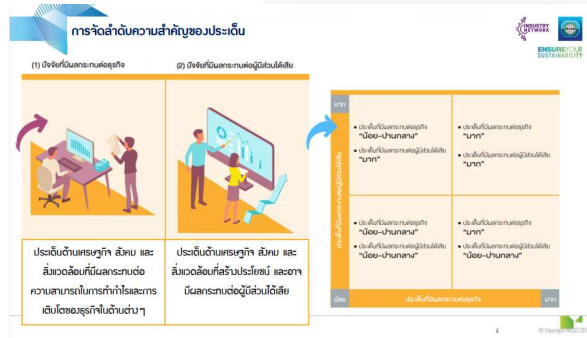 การจัดลำดับความสำคัญของประเด็น
INDUSTRY
NETWORK
ENSUREYOUR
SUSTAINABILITY
(1) ปัจจัยที่มีผลกระทบต่อธุรกิจ
(2) ปัจจัยที่มีผลกระทบต่อผู้มีส่วนได้เสีย
ประเด็นด้านเศรษฐกิจ สังคม และ
สิ่งแวดล้อมที่มีผลกระทบต่อ
ความสามารถในการทำกำไรและการ
เติบโตของธุรกิจในด้านต่าง ๆ
ประเด็นด้านเศรษฐกิจ สังคม และ
สิ่งแวดล้อมที่สร้างประโยชน์ และอาจ
มีผลกระทบต่อผู้มีส่วนได้เสีย
มาก
ประเด็นที่มีผลกระทบต่อผู้มีส่วนได้เสีย
▪ ประเด็นที่มีผลกระทบต่อธุรกิจ
"น้อย-ปานกลาง"
▪ ประเด็นที่มีผลกระทบต่อผู้มีส่วนได้เสีย
"มาก"
▪ ประเด็นที่มีผลกระทบต่อธุรกิจ
"มาก"
▪ ประเด็นที่มีผลกระทบต่อผู้มีส่วนได้เสีย
"มาก"
▪ ประเด็นที่มีผลกระทบต่อธุรกิจ
"น้อย-ปานกลาง"
▪ ประเด็นที่มีผลกระทบต่อผู้มีส่วนได้เสีย
"น้อย-ปานกลาง"
▪ ประเด็นที่มีผลกระทบต่อธุรกิจ
"มาก"
▪ ประเด็นที่มีผลกระทบต่อผู้มีส่วนได้เสีย
"น้อย-ปานกลาง"
น้อย
ประเด็นที่มีผลกระทบต่อธุรกิจ
มาก
© Copyright